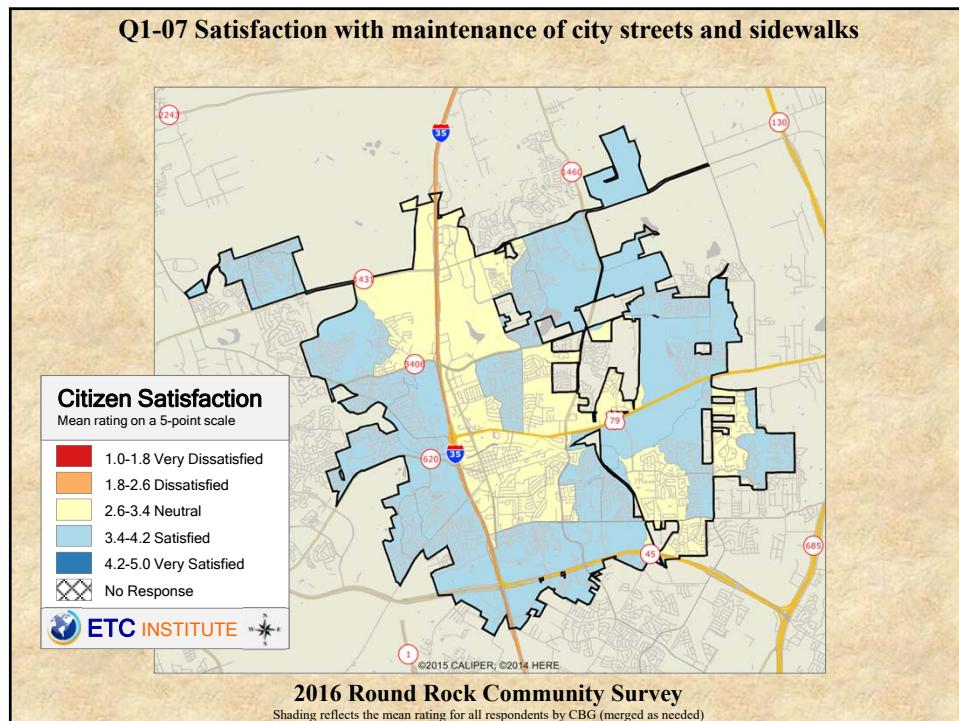 Q1-07 Satisfaction with maintenance of city streets and sidewalks
2243
35
130
1460
1431
3406
79
620
35
45
685
1
Citizen Satisfaction
Mean rating on a 5-point scale
1.0-1.8 Very Dissatisfied
1.8-2.6 Dissatisfied
2.6-3.4 Neutral
3.4-4.2 Satisfied
4.2-5.0 Very Satisfied
No Response
ETC INSTITUTE
N
W E
S
©2015 CALIPER; ©2014 HERE
2016 Round Rock Community Survey
Shading reflects the mean rating for all respondents by CBG (merged as needed)